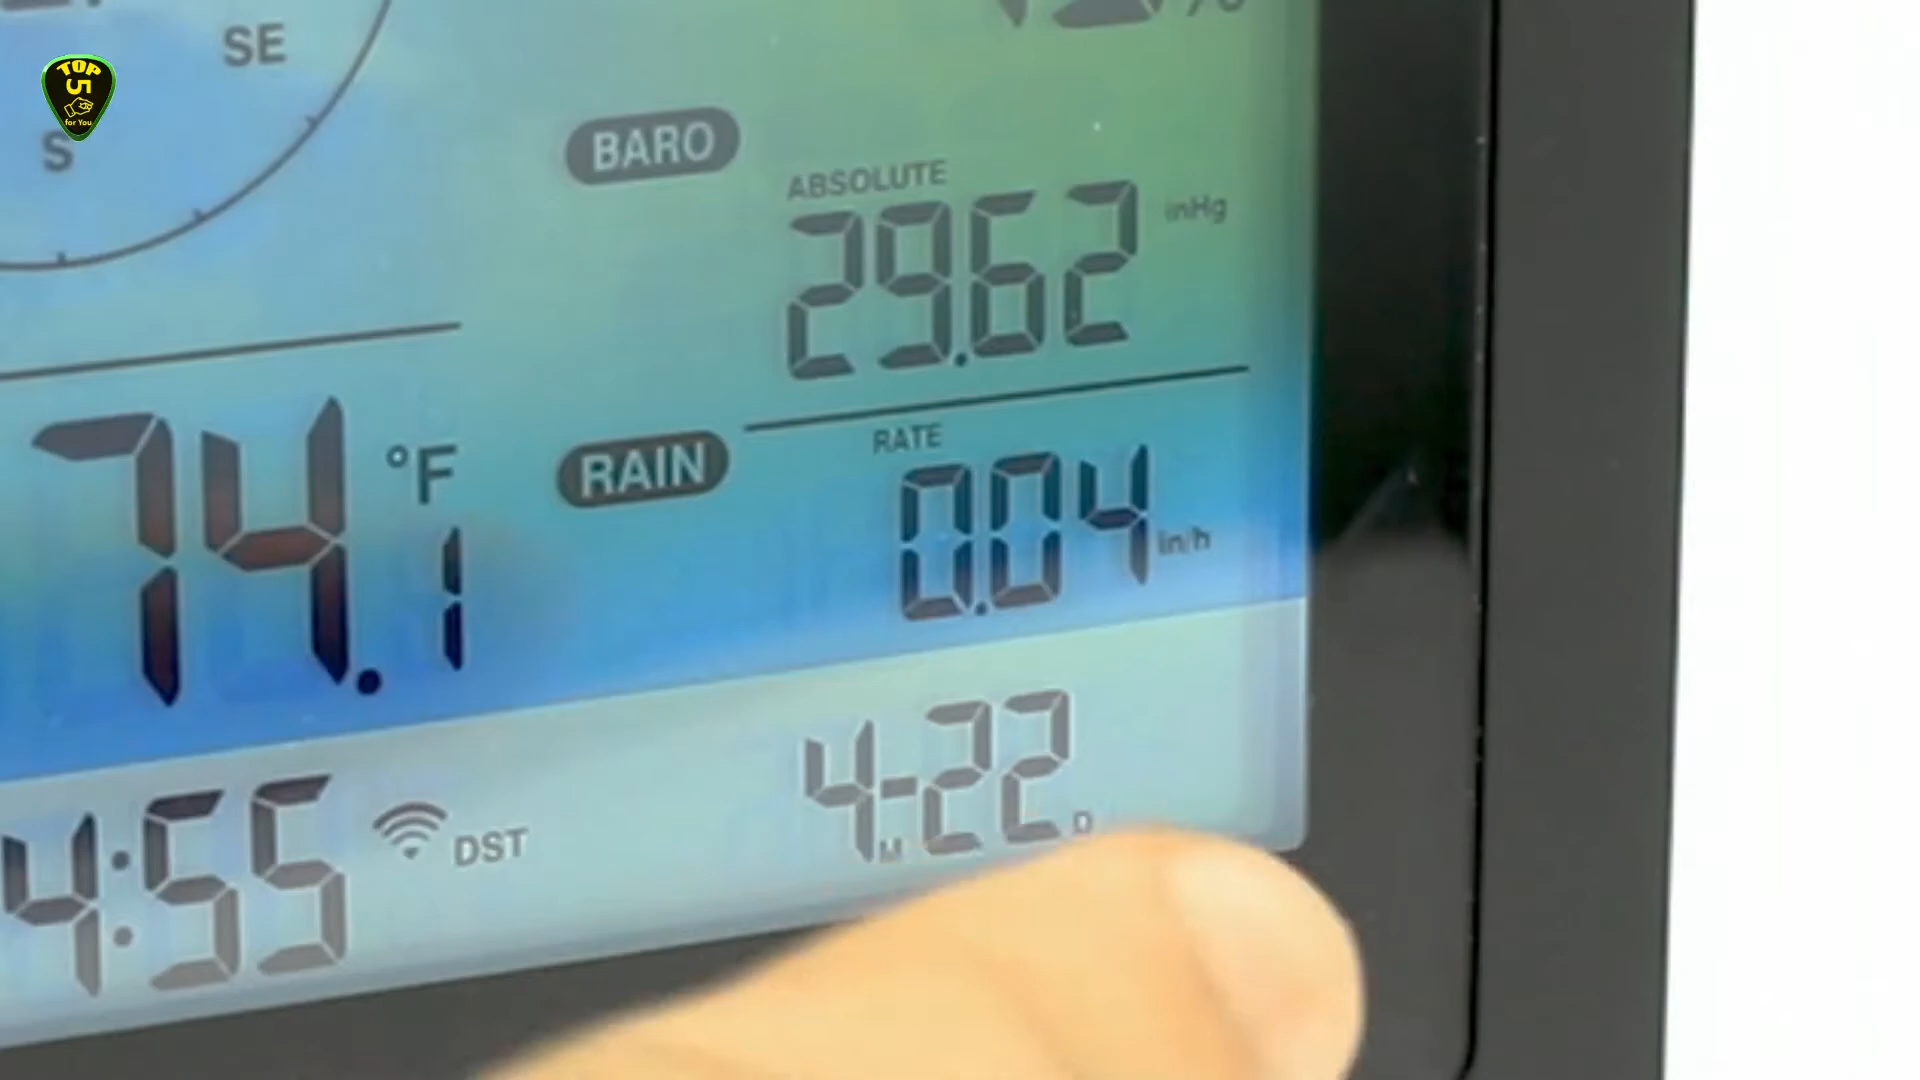 TOP
5
for You
SE
S
%
BARO
ABSOLUTE
29.62 inHg
74.1 °F
RAIN
RATE
0.04 in/h
4:55 DST
4-22
M D